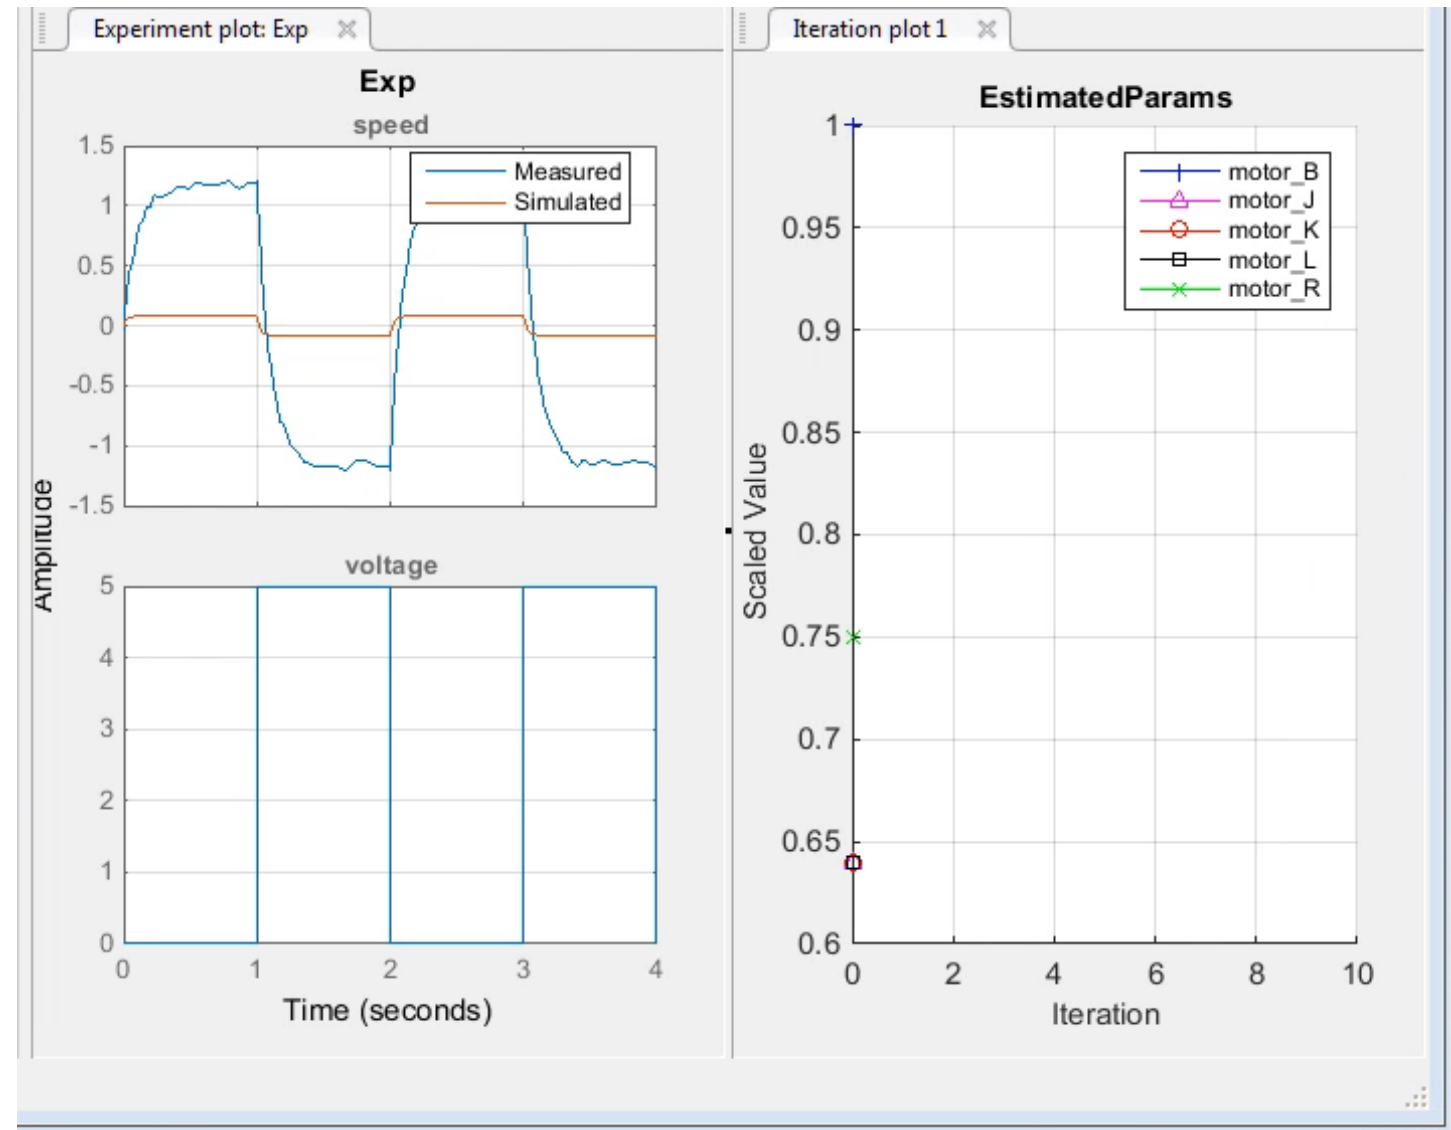 Experiment plot: Exp
Exp
speed
Measured
Simulated
1.5
1
0.5
0
-0.5
-1
-1.5
Amplitude
voltage
5
4
3
2
1
0
0 1 2 3 4
Time (seconds)
Iteration plot 1
EstimatedParams
motor_B
motor_J
motor_K
motor_L
motor_R
1
0.95
0.9
0.85
0.8
0.75
0.7
0.65
0.6
Scaled Value
0 2 4 6 8 10
Iteration